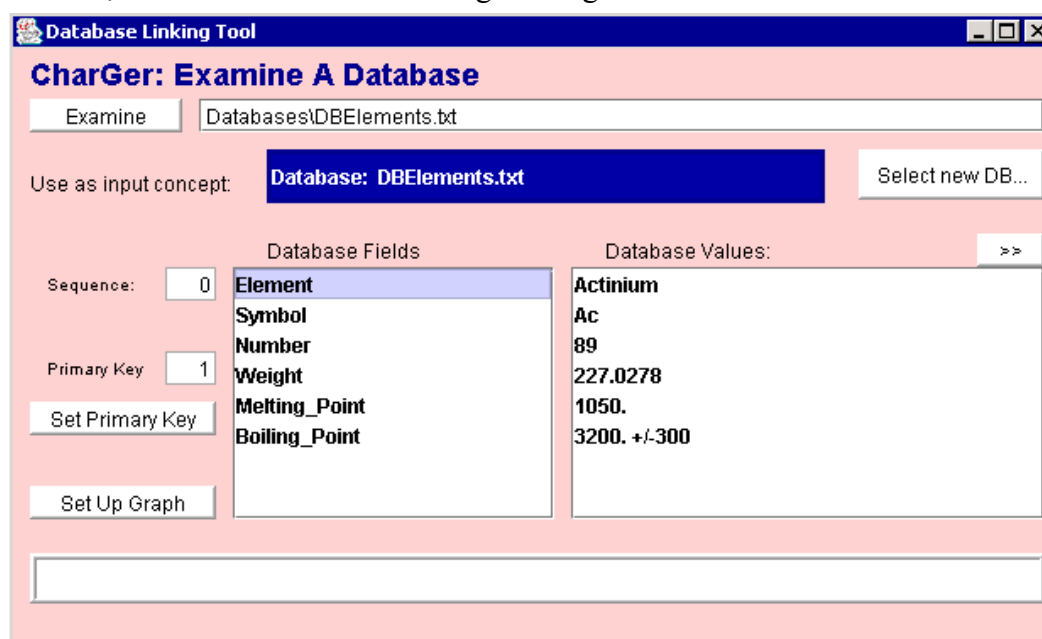 Database Linking Tool
CharGer: Examine A Database
Examine
Databases\DBElements.txt
Use as input concept:
Database: DBElements.txt
Select new DB...
Database Fields
Database Values:
>>
Sequence:
0
Primary Key
1
Set Primary Key
Set Up Graph
Element
Symbol
Number
Weight
Melting_Point
Boiling_Point
Actinium
Ac
89
227.0278
1050.
3200. +/-300